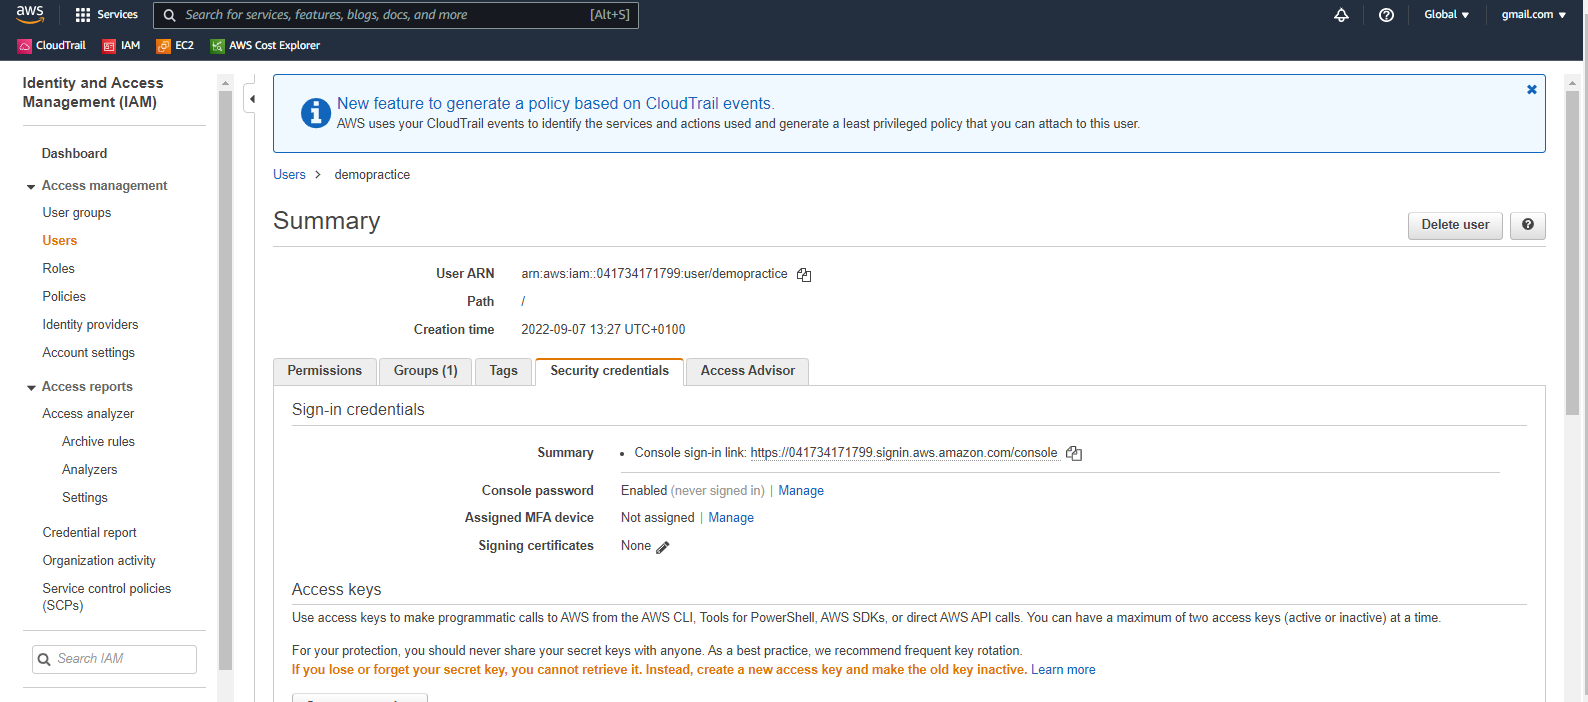 aws
Services
Search for services, features, blogs, docs, and more [Alt+S]
Global
gmail.com
CloudTrail
IAM
EC2
AWS Cost Explorer
Identity and Access
Management (IAM)
Dashboard
Access management
User groups
Users
Roles
Policies
Identity providers
Account settings
Access reports
Access analyzer
Archive rules
Analyzers
Settings
Credential report
Organization activity
Service control policies
(SCPs)
Search IAM
New feature to generate a policy based on CloudTrail events.
AWS uses your CloudTrail events to identify the services and actions used and generate a least privileged policy that you can attach to this user.
Users > demopractice
Summary
Delete user
User ARN arn:aws:iam::041734171799:user/demopractice
Path /
Creation time 2022-09-07 13:27 UTC+0100
Permissions
Groups (1)
Tags
Security credentials
Access Advisor
Sign-in credentials
Summary • Console sign-in link: https://041734171799.signin.aws.amazon.com/console
Console password Enabled (never signed in) | Manage
Assigned MFA device Not assigned | Manage
Signing certificates None
Access keys
Use access keys to make programmatic calls to AWS from the AWS CLI, Tools for PowerShell, AWS SDKs, or direct AWS API calls. You can have a maximum of two access keys (active or inactive) at a time.
For your protection, you should never share your secret keys with anyone. As a best practice, we recommend frequent key rotation.
If you lose or forget your secret key, you cannot retrieve it. Instead, create a new access key and make the old key inactive. Learn more